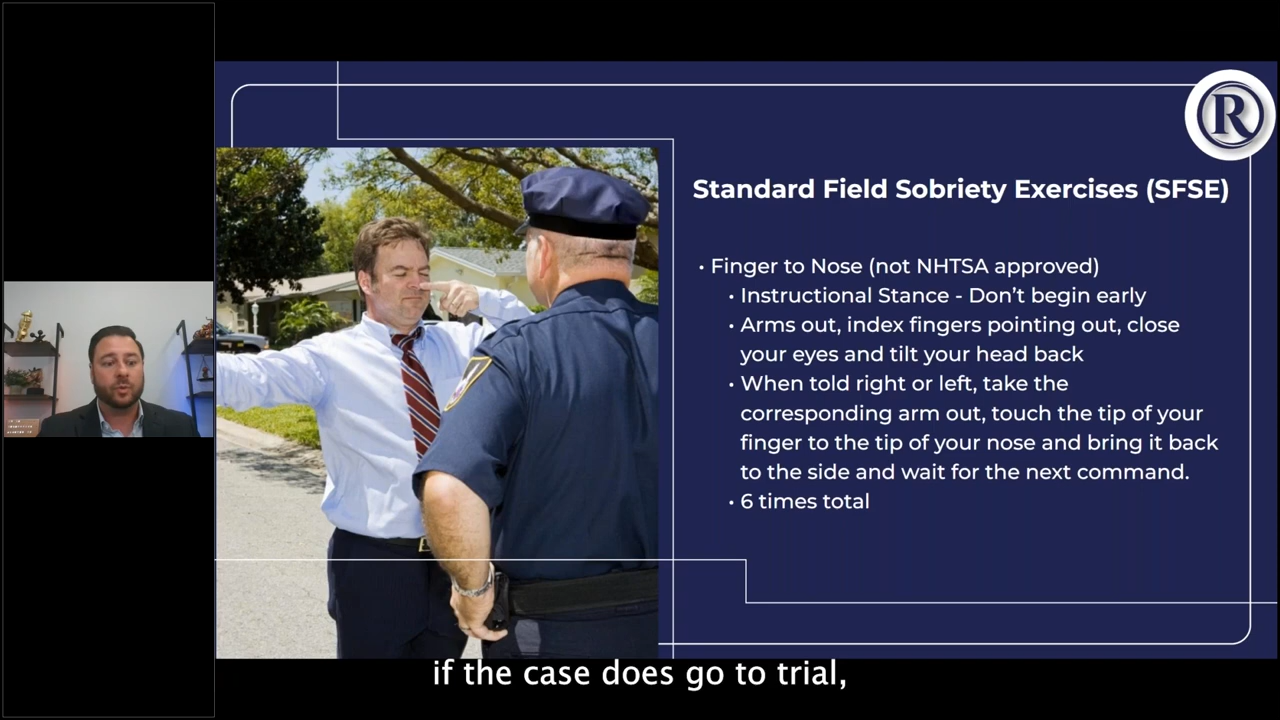 R
Standard Field Sobriety Exercises (SFSE)
• Finger to Nose (not NHTSA approved)
• Instructional Stance - Don’t begin early
• Arms out, index fingers pointing out, close
your eyes and tilt your head back
• When told right or left, take the
corresponding arm out, touch the tip of your
finger to the tip of your nose and bring it back
to the side and wait for the next command.
• 6 times total
if the case does go to trial,